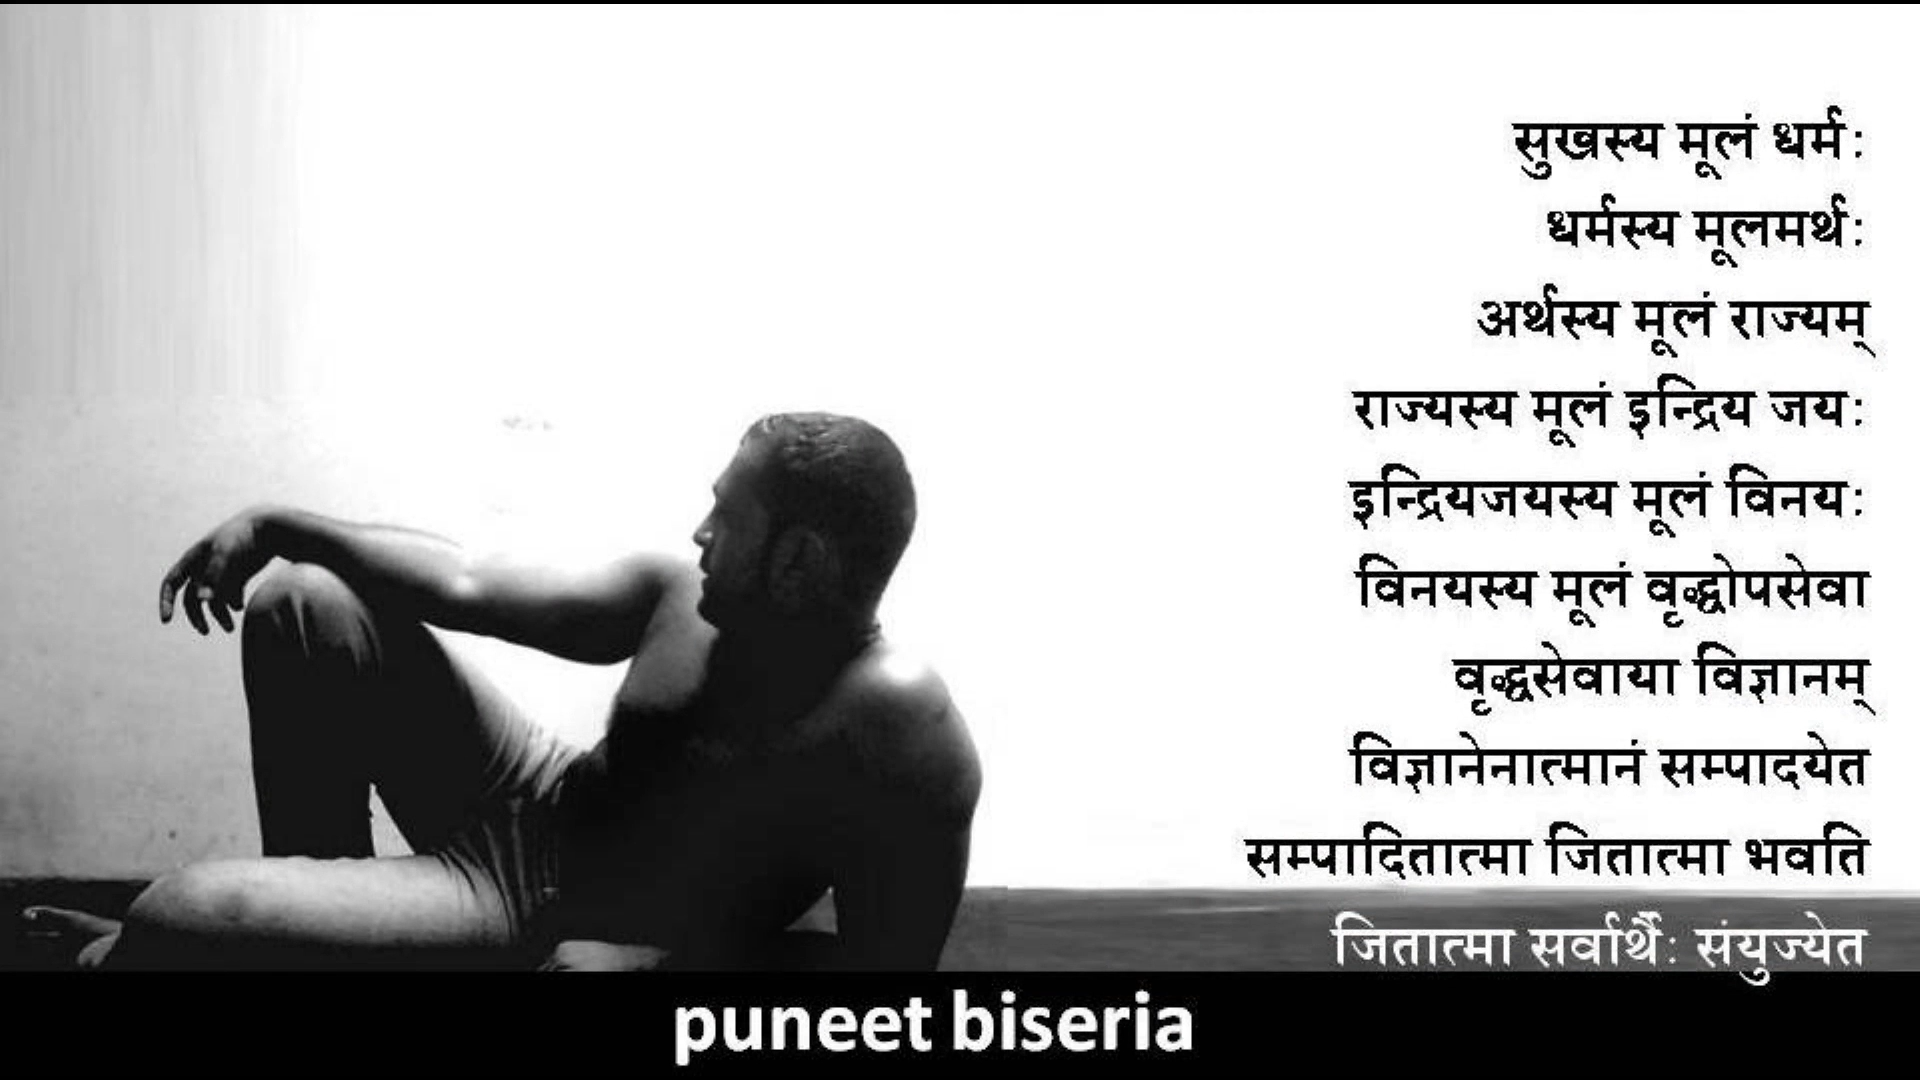 सुखस्य मूलं धर्मः
धर्मस्य मूलमर्थः
अर्थस्य मूलं राज्यम्
राज्यस्य मूलं इन्द्रिय जयः
इन्द्रियजयस्य मूलं विनयः
विनयस्य मूलं वृद्धोपसेवा
वृद्धसेवाया विज्ञानम्
विज्ञानेनात्मानं सम्पादयेत
सम्पादितात्मा जितात्मा भवति
जितात्मा सर्वार्थैः संयुज्येत
puneet biseria